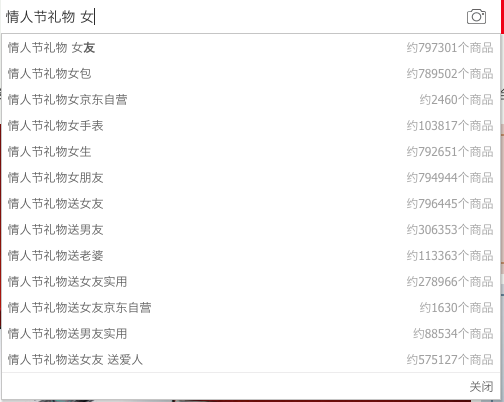 情人节礼物 女
情人节礼物 女友 约797301个商品
情人节礼物女包 约789502个商品
情人节礼物女京东自营 约2460个商品
情人节礼物女手表 约103817个商品
情人节礼物女生 约792651个商品
情人节礼物女朋友 约794944个商品
情人节礼物送女友 约796445个商品
情人节礼物送男友 约306353个商品
情人节礼物送老婆 约113363个商品
情人节礼物送女友实用 约278966个商品
情人节礼物送女友京东自营 约1630个商品
情人节礼物送男友实用 约88534个商品
情人节礼物送女友 送爱人 约575127个商品
关闭